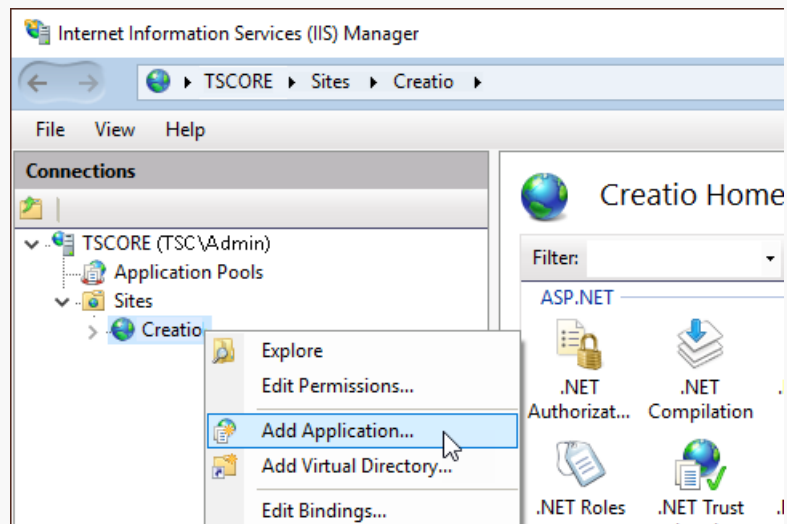 Internet Information Services (IIS) Manager
TSCORE Sites Creatio
File View Help
Connections
TSCORE (TSC\Admin)
Application Pools
Sites
Creatio
Explore
Edit Permissions...
Add Application...
Add Virtual Directory...
Edit Bindings...
Creatio Home
Filter:
ASP.NET
.NET Authorizat...
.NET Compilation
.NET Roles
.NET Trust